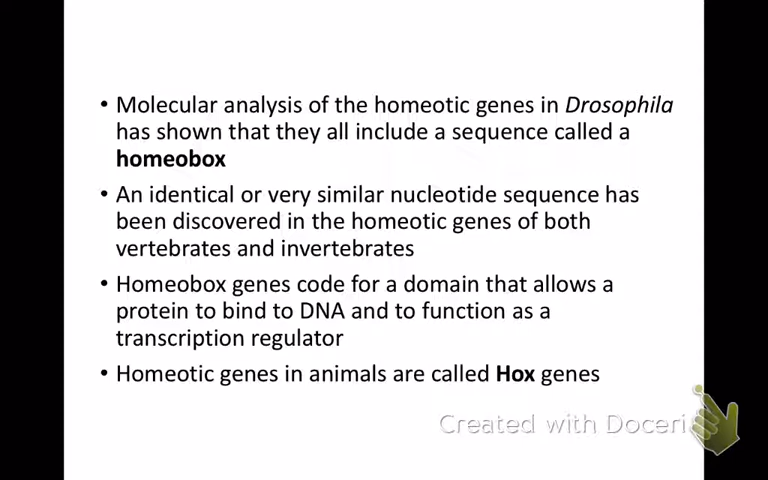 • Molecular analysis of the homeotic genes in Drosophila
has shown that they all include a sequence called a
homeobox
• An identical or very similar nucleotide sequence has
been discovered in the homeotic genes of both
vertebrates and invertebrates
• Homeobox genes code for a domain that allows a
protein to bind to DNA and to function as a
transcription regulator
• Homeotic genes in animals are called Hox genes
Created with Doceri